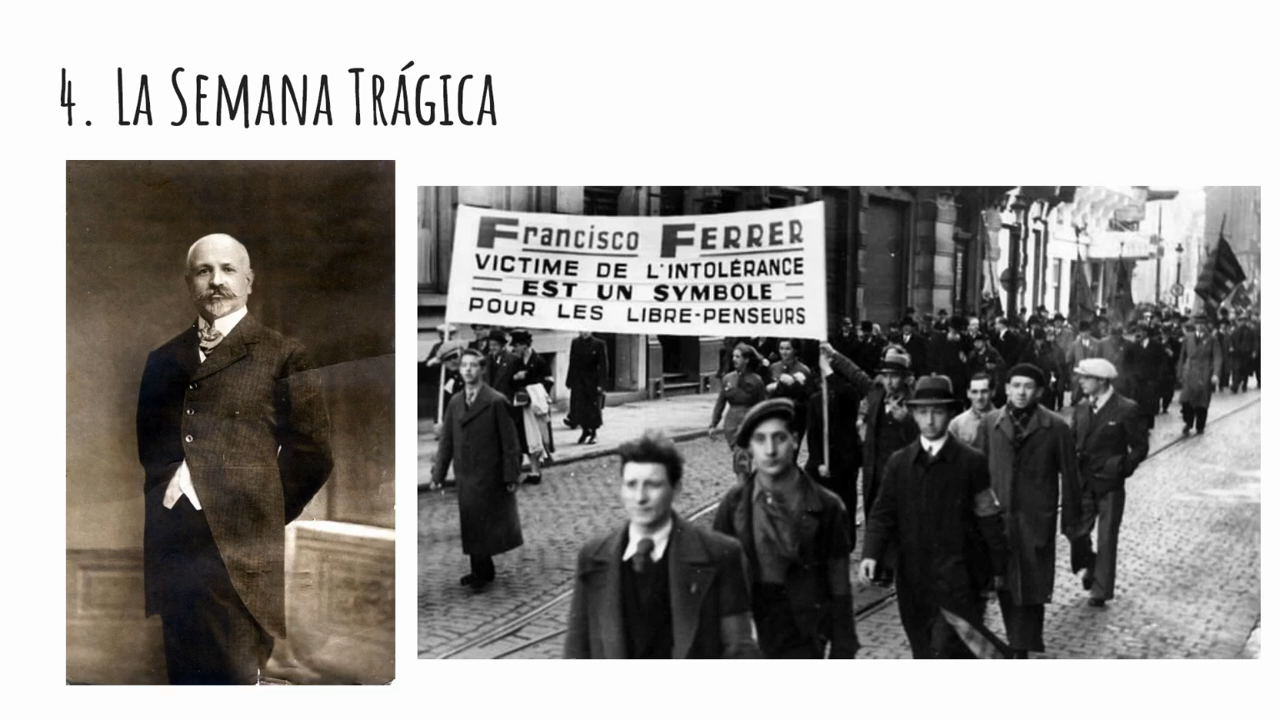 4. La Semana Trágica
Francisco FERRER
VICTIME DE L'INTOLÉRANCE
EST UN SYMBOLE
POUR LES LIBRE-PENSEURS